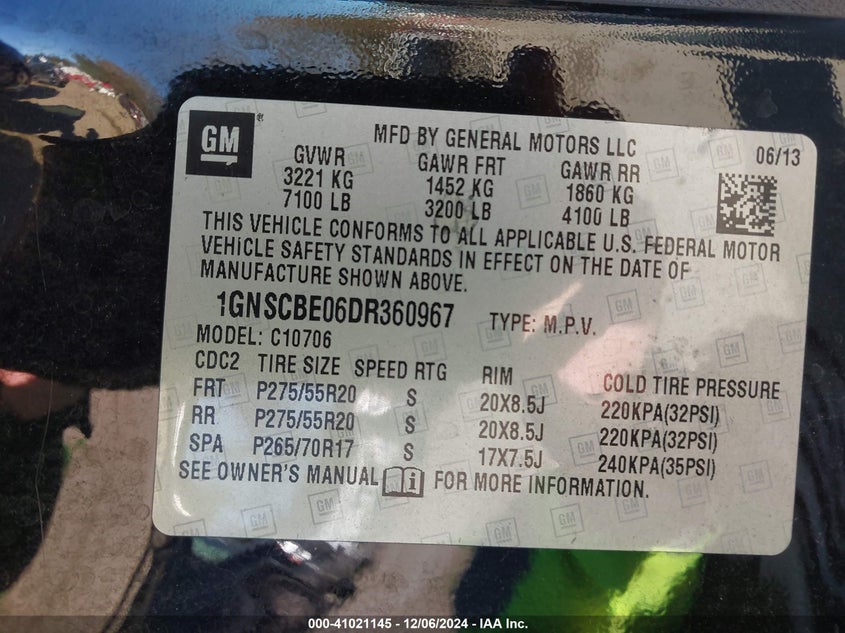 GM®
MFD BY GENERAL MOTORS LLC
06/13
GVWR GAWR FRT GAWR RR
3221 KG 1452 KG 1860 KG
7100 LB 3200 LB 4100 LB
THIS VEHICLE CONFORMS TO ALL APPLICABLE U.S. FEDERAL MOTOR
VEHICLE SAFETY STANDARDS IN EFFECT ON THE DATE OF
MANUFACTURE SHOWN ABOVE.
1GNSCBE06DR360967 TYPE: M.P.V.
MODEL: C10706
CDC2 TIRE SIZE SPEED RTG RIM COLD TIRE PRESSURE
FRT P275/55R20 S 20X8.5J 220KPA(32PSI)
RR P275/55R20 S 20X8.5J 220KPA(32PSI)
SPA P265/70R17 S 17X7.5J 240KPA(35PSI)
SEE OWNER'S MANUAL i FOR MORE INFORMATION.
000-41021145 - 12/06/2024 - IAA Inc.